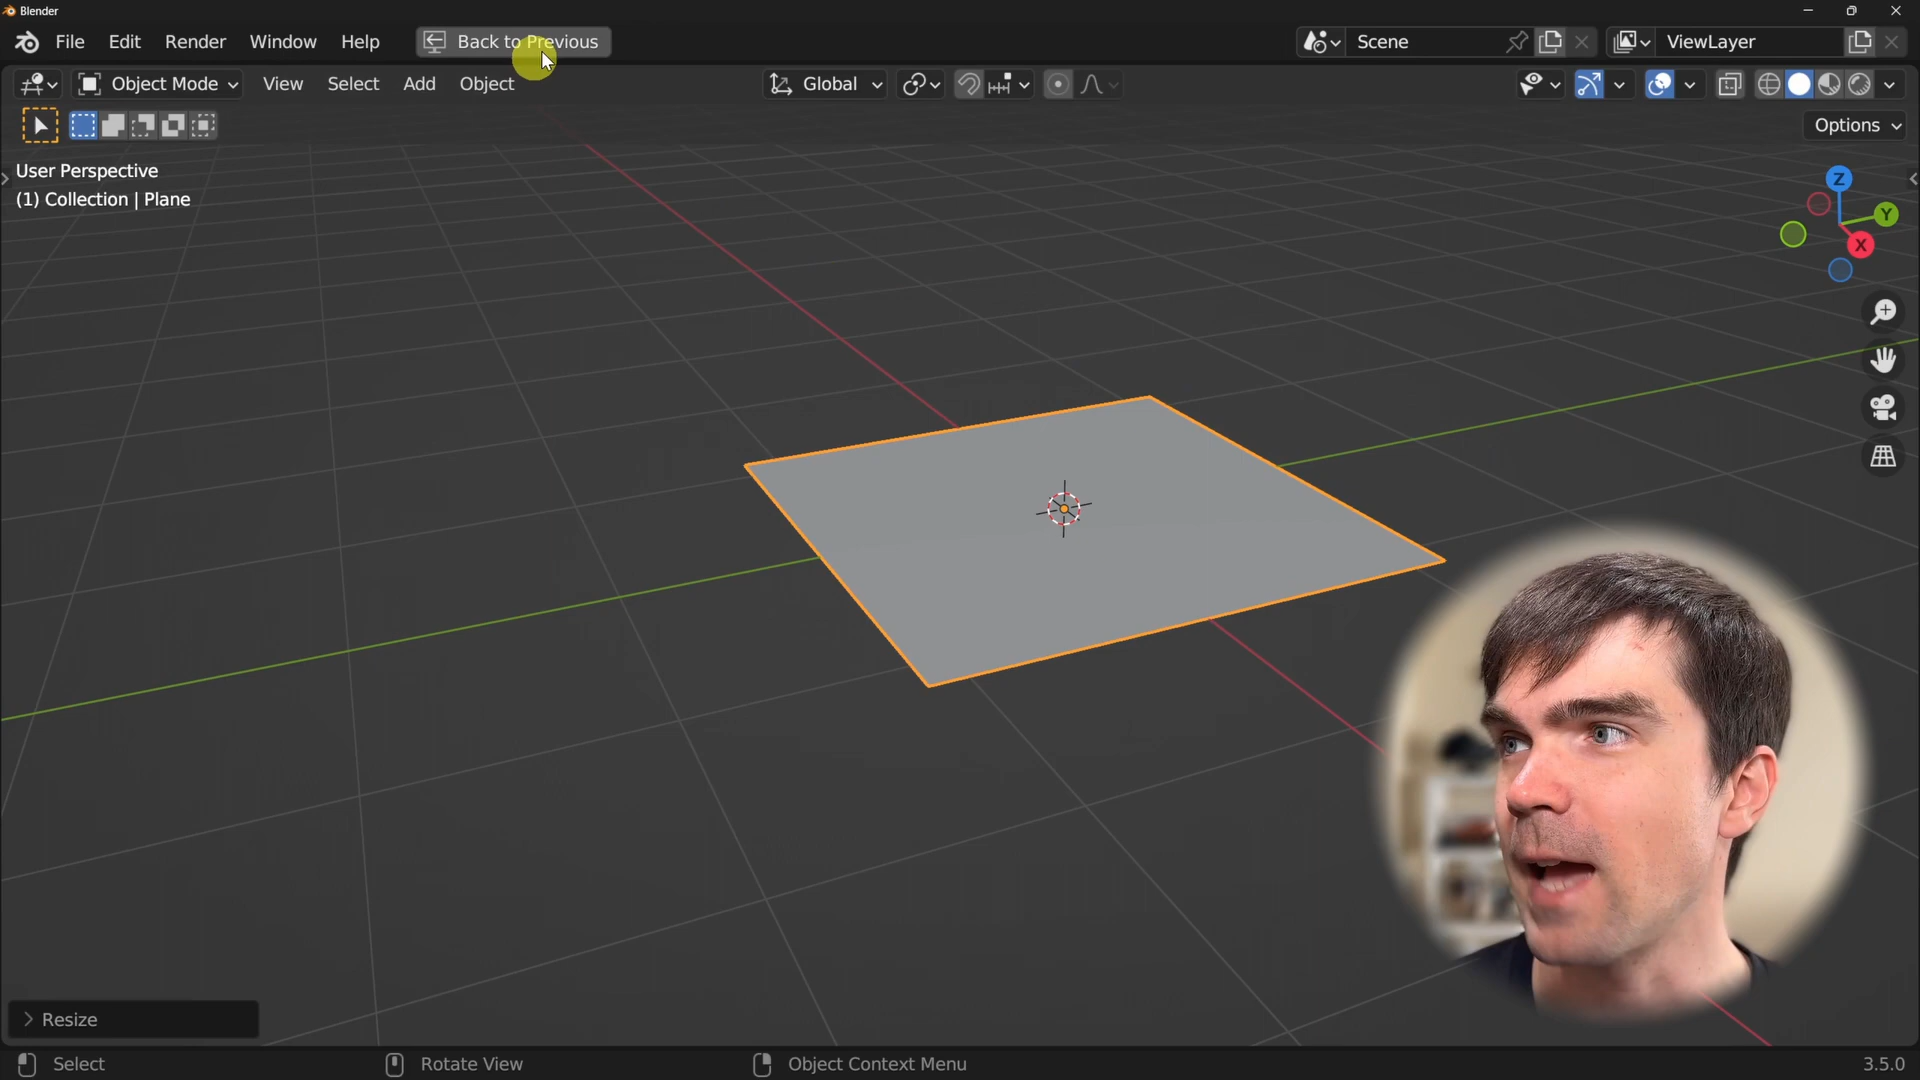 Blender
File Edit Render Window Help Back to Previous Scene ViewLayer
Object Mode View Select Add Object Global
Options
User Perspective
(1) Collection | Plane
Z
Y
X
Resize
Select Rotate View Object Context Menu 3.5.0